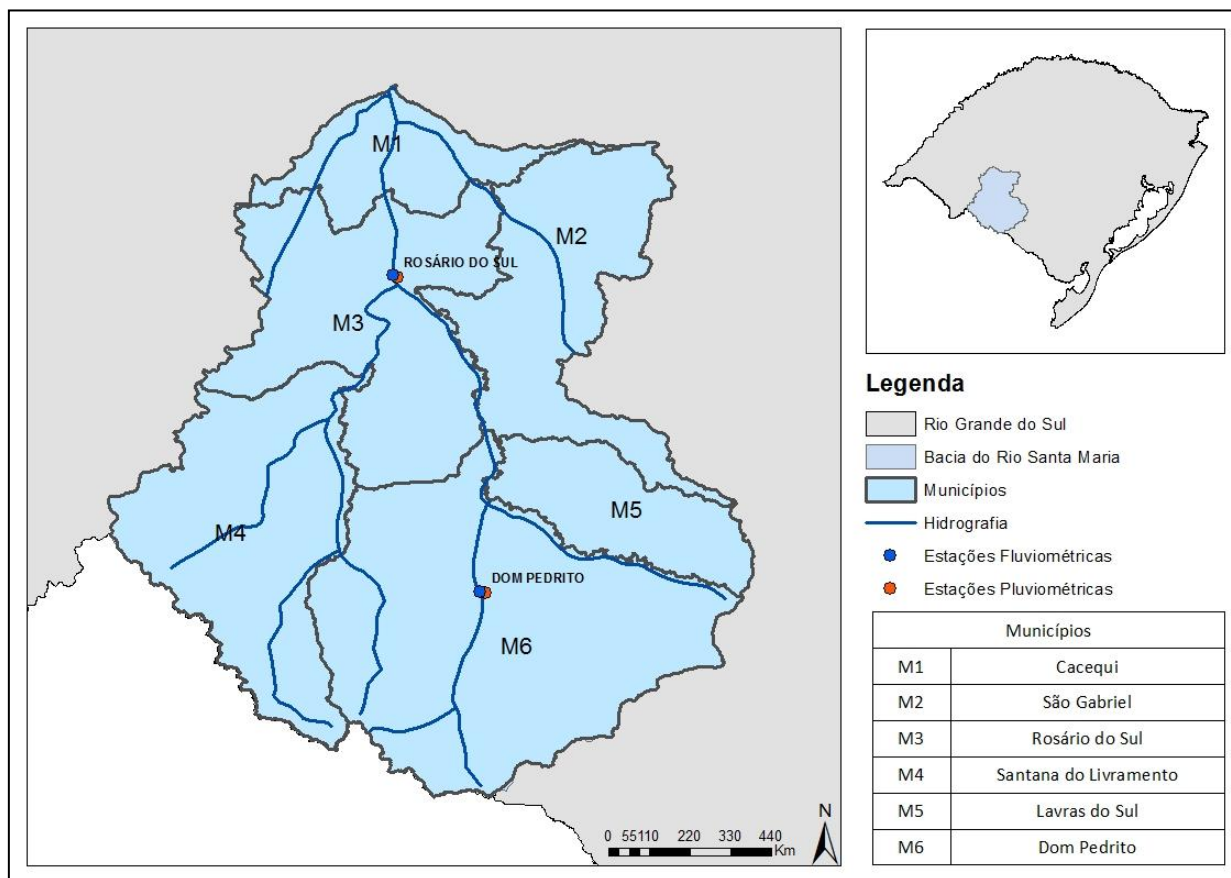 M1
M2
ROSÁRIO DO SUL
M3
M5
M4
DOM PEDRITO
M6
N
0 55110 220 330 440
Km
Legenda
Rio Grande do Sul
Bacia do Rio Santa Maria
Municípios
Hidrografia
Estações Fluviométricas
Estações Pluviométricas
Municípios
M1 Cacequi
M2 São Gabriel
M3 Rosário do Sul
M4 Santana do Livramento
M5 Lavras do Sul
M6 Dom Pedrito